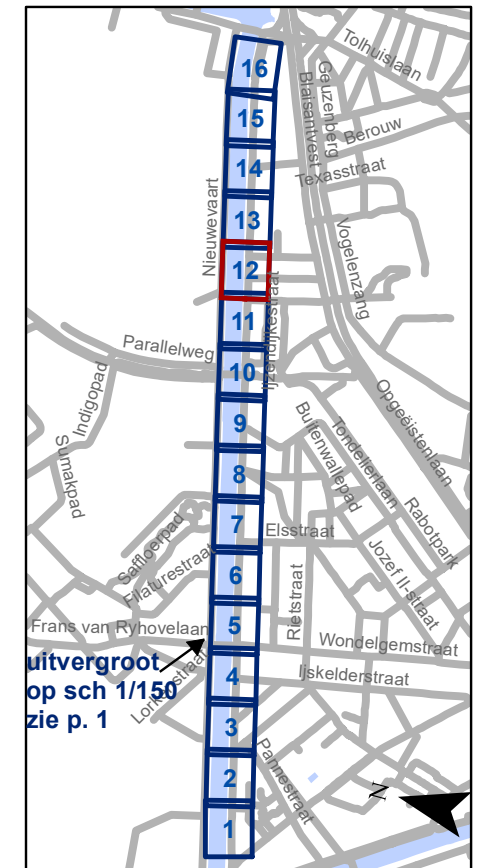 16
Tolhuislaan
Geuzenberg
Blaisantvest
15
Berouw
14
Texasstraat
Nieuwevaart
13
Vogelenzang
12
Ijzendijkestraat
11
Parallelweg
10
Indigopad
Opgeëistenlaan
9
Buitenwallepad
Tondelierlaan
Sumakpad
8
Rabotpark
7
Elsstraat
Saffloerpad
Jozef II-straat
Filaturestraat
6
Rietstraat
Frans van Ryhovelaan
5
Wondelgemstraat
uitvergroot
op sch 1/150
zie p. 1
4
Ijskelderstraat
3
Pannestraat
2
N
1